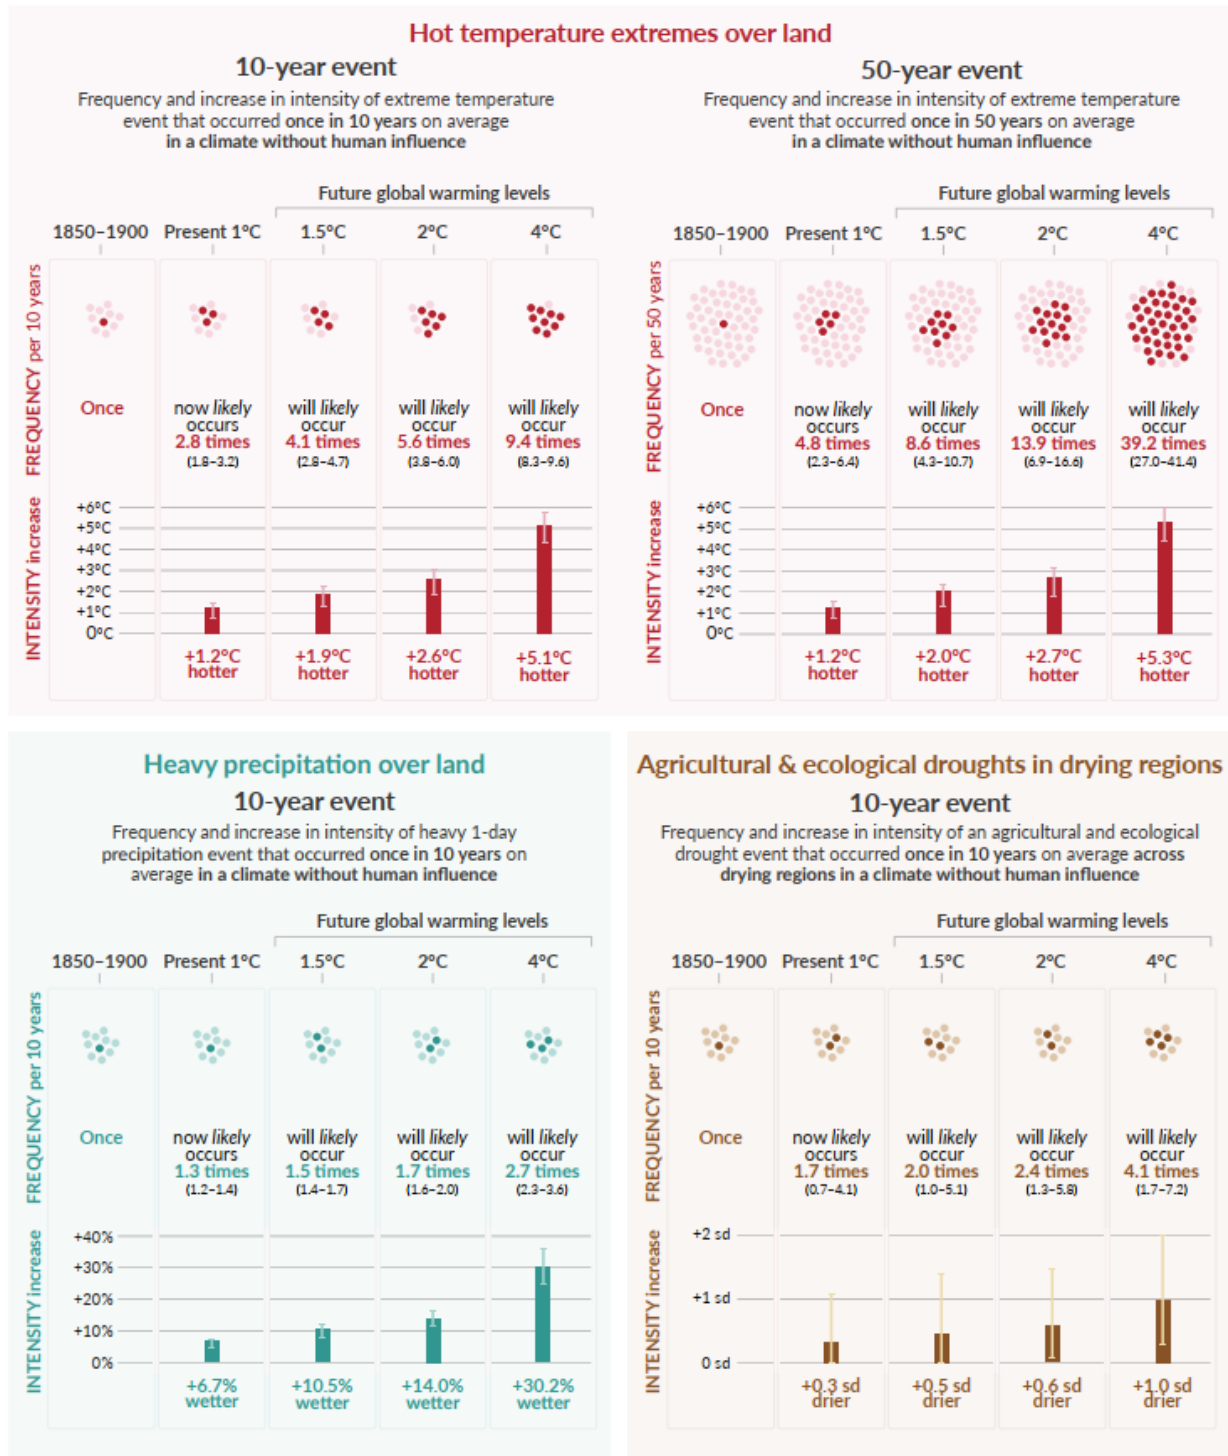 Hot temperature extremes over land
10-year event
Frequency and increase in intensity of extreme temperature
event that occurred once in 10 years on average
in a climate without human influence
Future global warming levels
1850–1900 Present 1°C 1.5°C 2°C 4°C
FREQUENCY per 10 years
Once
now likely occurs 2.8 times (1.8–3.2)
will likely occur 4.1 times (2.8–4.7)
will likely occur 5.6 times (3.8–6.0)
will likely occur 9.4 times (8.3–9.6)
INTENSITY increase
+6°C
+5°C
+4°C
+3°C
+2°C
+1°C
0°C
+1.2°C hotter
+1.9°C hotter
+2.6°C hotter
+5.1°C hotter
50-year event
Frequency and increase in intensity of extreme temperature
event that occurred once in 50 years on average
in a climate without human influence
Future global warming levels
1850–1900 Present 1°C 1.5°C 2°C 4°C
FREQUENCY per 50 years
Once
now likely occurs 4.8 times (2.3–6.4)
will likely occur 8.6 times (4.3–10.7)
will likely occur 13.9 times (6.9–16.6)
will likely occur 39.2 times (27.0–41.4)
INTENSITY increase
+6°C
+5°C
+4°C
+3°C
+2°C
+1°C
0°C
+1.2°C hotter
+2.0°C hotter
+2.7°C hotter
+5.3°C hotter
Heavy precipitation over land
10-year event
Frequency and increase in intensity of heavy 1-day
precipitation event that occurred once in 10 years on
average in a climate without human influence
Future global warming levels
1850–1900 Present 1°C 1.5°C 2°C 4°C
FREQUENCY per 10 years
Once
now likely occurs 1.3 times (1.2–1.4)
will likely occur 1.5 times (1.4–1.7)
will likely occur 1.7 times (1.6–2.0)
will likely occur 2.7 times (2.3–3.6)
INTENSITY increase
+40%
+30%
+20%
+10%
0%
+6.7% wetter
+10.5% wetter
+14.0% wetter
+30.2% wetter
Agricultural & ecological droughts in drying regions
10-year event
Frequency and increase in intensity of an agricultural and ecological
drought event that occurred once in 10 years on average across
drying regions in a climate without human influence
Future global warming levels
1850–1900 Present 1°C 1.5°C 2°C 4°C
FREQUENCY per 10 years
Once
now likely occurs 1.7 times (0.7–4.1)
will likely occur 2.0 times (1.0–5.1)
will likely occur 2.4 times (1.3–5.8)
will likely occur 4.1 times (1.7–7.2)
INTENSITY increase
+2 sd
+1 sd
0 sd
+0.3 sd drier
+0.5 sd drier
+0.6 sd drier
+1.0 sd drier